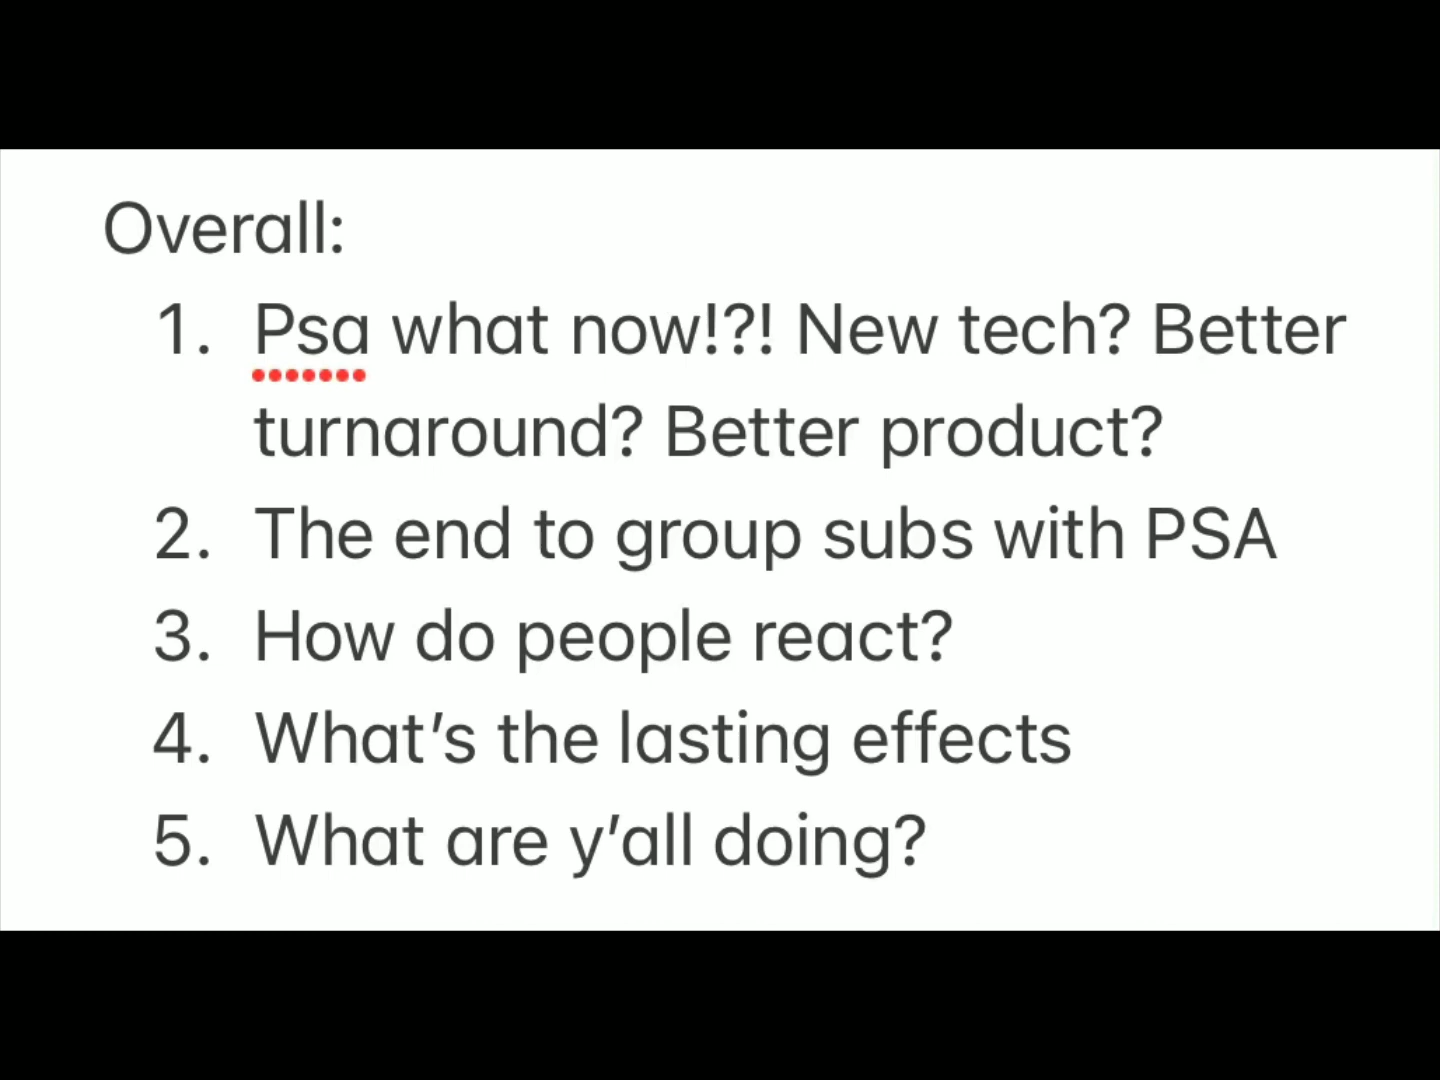 Overall:
1. Psa what now!?! New tech? Better
turnaround? Better product?
2. The end to group subs with PSA
3. How do people react?
4. What’s the lasting effects
5. What are y’all doing?